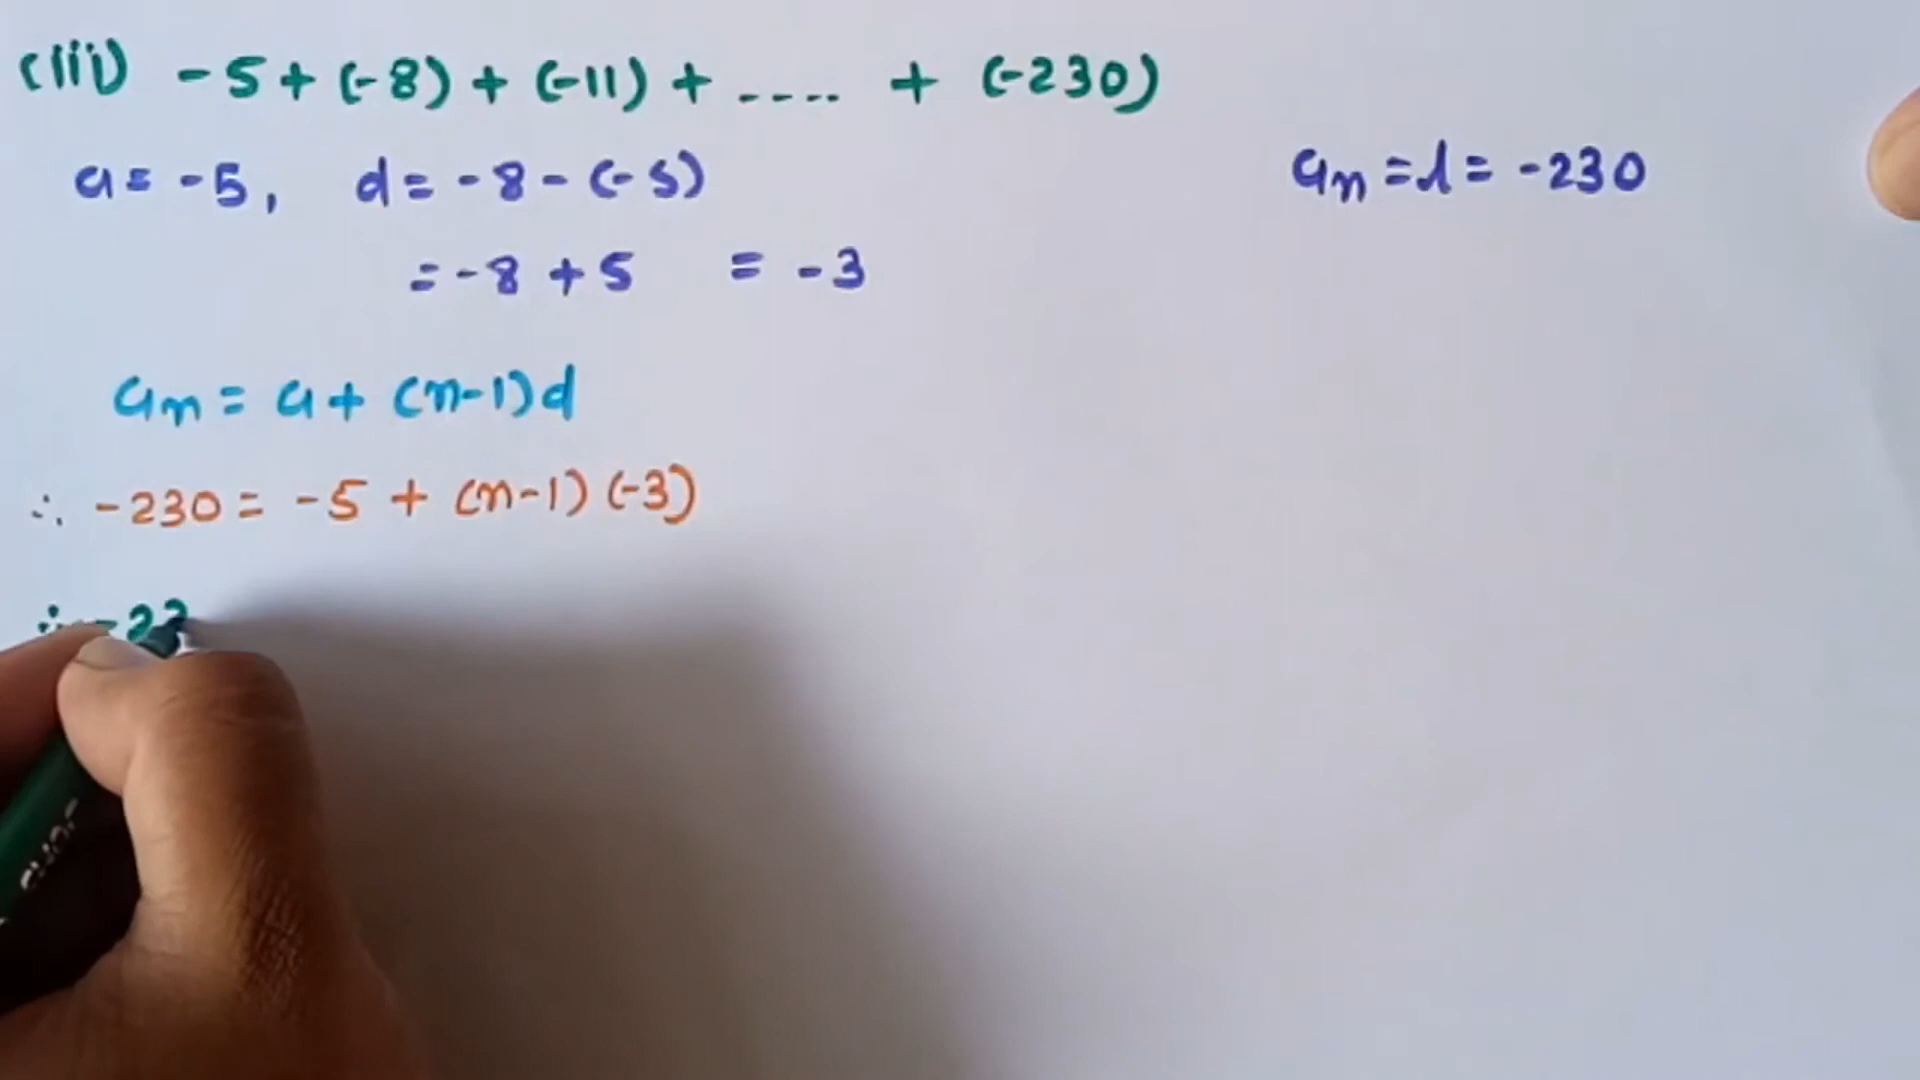 (iii) -5 + (-8) + (-11) + .... + (-230)
a = -5, d = -8 - (-5) an = l = -230
= -8 + 5 = -3
an = a + (n-1)d
∴ -230 = -5 + (n-1) (-3)
∴ -23